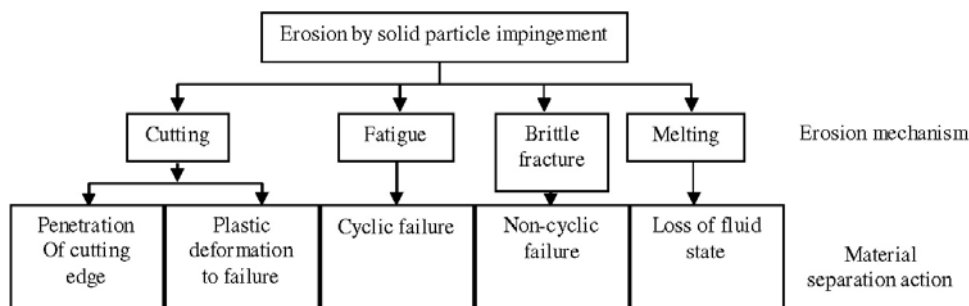 Erosion by solid particle impingement
Cutting
Fatigue
Brittle
fracture
Melting
Erosion mechanism
Penetration
Of cutting
edge
Plastic
deformation
to failure
Cyclic failure
Non-cyclic
failure
Loss of fluid
state
Material
separation action